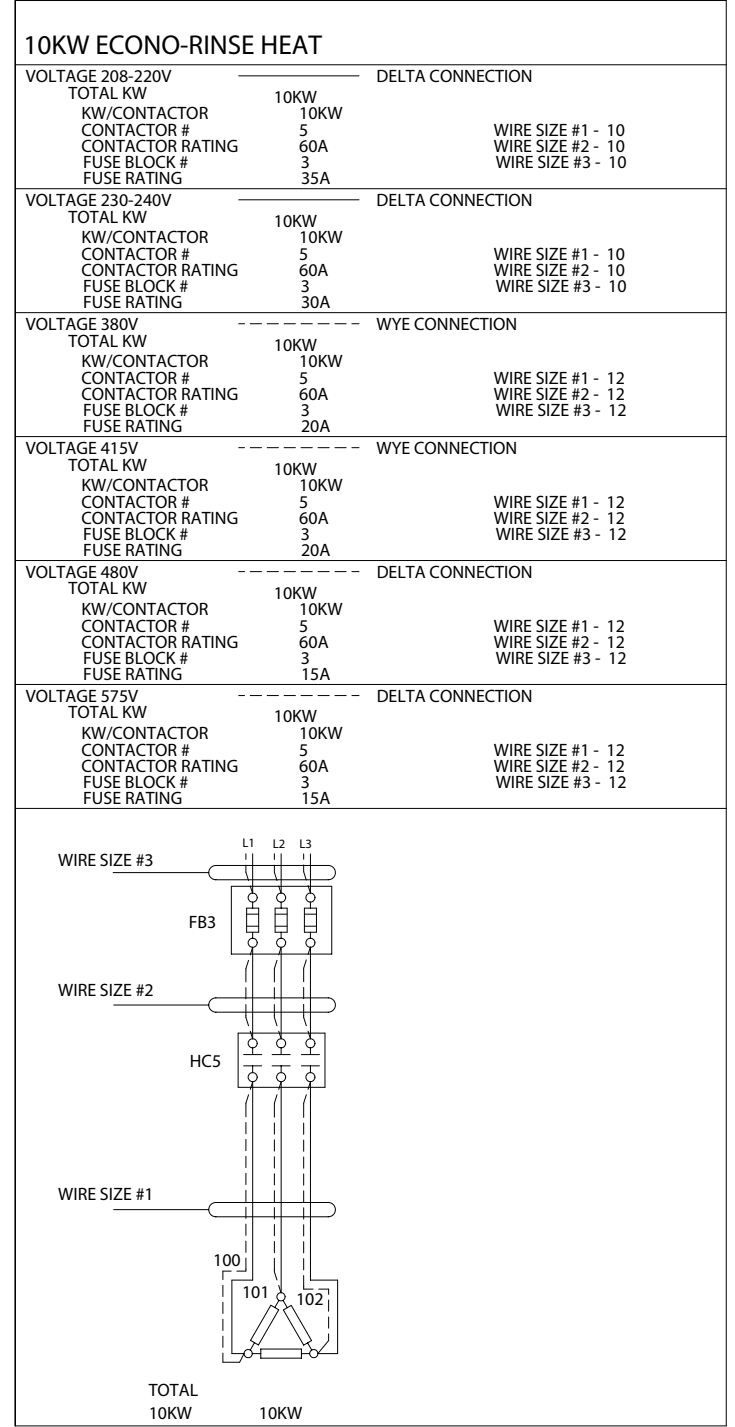 10KW ECONO-RINSE HEAT
VOLTAGE 208-220V DELTA CONNECTION
TOTAL KW 10KW
KW/CONTACTOR 10KW
CONTACTOR # 5 WIRE SIZE #1 - 10
CONTACTOR RATING 60A WIRE SIZE #2 - 10
FUSE BLOCK # 3 WIRE SIZE #3 - 10
FUSE RATING 35A
VOLTAGE 230-240V DELTA CONNECTION
TOTAL KW 10KW
KW/CONTACTOR 10KW
CONTACTOR # 5 WIRE SIZE #1 - 10
CONTACTOR RATING 60A WIRE SIZE #2 - 10
FUSE BLOCK # 3 WIRE SIZE #3 - 10
FUSE RATING 30A
VOLTAGE 380V WYE CONNECTION
TOTAL KW 10KW
KW/CONTACTOR 10KW
CONTACTOR # 5 WIRE SIZE #1 - 12
CONTACTOR RATING 60A WIRE SIZE #2 - 12
FUSE BLOCK # 3 WIRE SIZE #3 - 12
FUSE RATING 20A
VOLTAGE 415V WYE CONNECTION
TOTAL KW 10KW
KW/CONTACTOR 10KW
CONTACTOR # 5 WIRE SIZE #1 - 12
CONTACTOR RATING 60A WIRE SIZE #2 - 12
FUSE BLOCK # 3 WIRE SIZE #3 - 12
FUSE RATING 20A
VOLTAGE 480V DELTA CONNECTION
TOTAL KW 10KW
KW/CONTACTOR 10KW
CONTACTOR # 5 WIRE SIZE #1 - 12
CONTACTOR RATING 60A WIRE SIZE #2 - 12
FUSE BLOCK # 3 WIRE SIZE #3 - 12
FUSE RATING 15A
VOLTAGE 575V DELTA CONNECTION
TOTAL KW 10KW
KW/CONTACTOR 10KW
CONTACTOR # 5 WIRE SIZE #1 - 12
CONTACTOR RATING 60A WIRE SIZE #2 - 12
FUSE BLOCK # 3 WIRE SIZE #3 - 12
FUSE RATING 15A
L1 L2 L3
WIRE SIZE #3
FB3
WIRE SIZE #2
HC5
WIRE SIZE #1
100
101 102
TOTAL
10KW 10KW